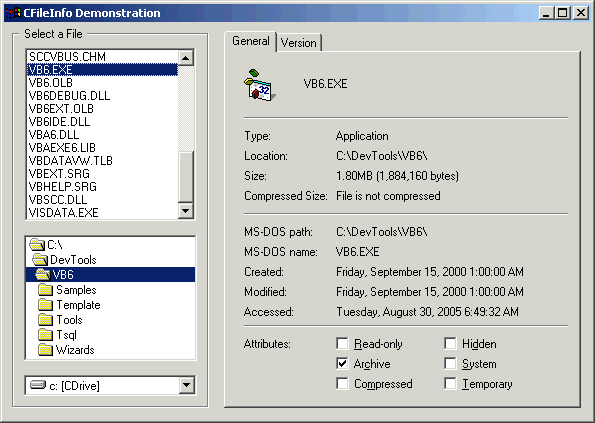 CFileInfo Demonstration
Select a File
SCCVBUS.CHM
VB6.EXE
VB6.OLB
VB6DEBUG.DLL
VB6EXT.OLB
VB6IDE.DLL
VBA6.DLL
VBAEXE6.LIB
VBDATAVW.TLB
VBEXT.SRG
VBHELP.SRG
VBSCC.DLL
VISDATA.EXE
C:\
DevTools
VB6
Samples
Template
Tools
Tsql
Wizards
c: [CDrive]
General Version
32
VB6.EXE
Type: Application
Location: C:\DevTools\VB6\
Size: 1.80MB (1,884,160 bytes)
Compressed Size: File is not compressed
MS-DOS path: C:\DevTools\VB6\
MS-DOS name: VB6.EXE
Created: Friday, September 15, 2000 1:00:00 AM
Modified: Friday, September 15, 2000 1:00:00 AM
Accessed: Tuesday, August 30, 2005 6:49:32 AM
Attributes: Read-only Hidden
Archive System
Compressed Temporary